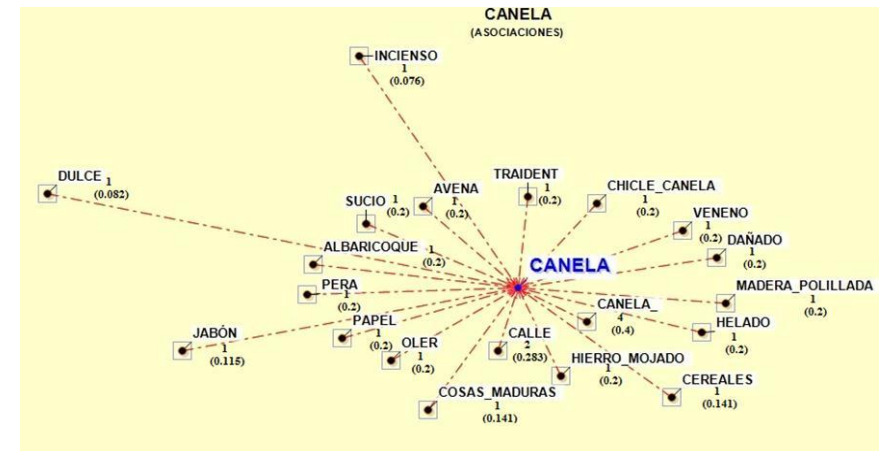 CANELA
(ASOCIACIONES)
INCIENSO
1
(0.076)
DULCE 1
(0.082)
TRAIDENT
1
(0.2)
CHICLE_CANELA
1
(0.2)
AVENA
1
(0.2)
SUCIO 1
(0.2)
VENENO
1
(0.2)
DAÑADO
1
(0.2)
ALBARICOQUE 1
(0.2)
CANELA
PERA
1
(0.2)
MADERA_POLILLADA
1
(0.2)
CANELA_
4
(0.4)
PAPEL
1
(0.2)
HELADO
1
(0.2)
JABÓN
1
(0.115)
OLER
1
(0.2)
CALLE
2
(0.283)
HIERRO_MOJADO
1
(0.2)
CEREALES
1
(0.141)
COSAS_MADURAS
1
(0.141)